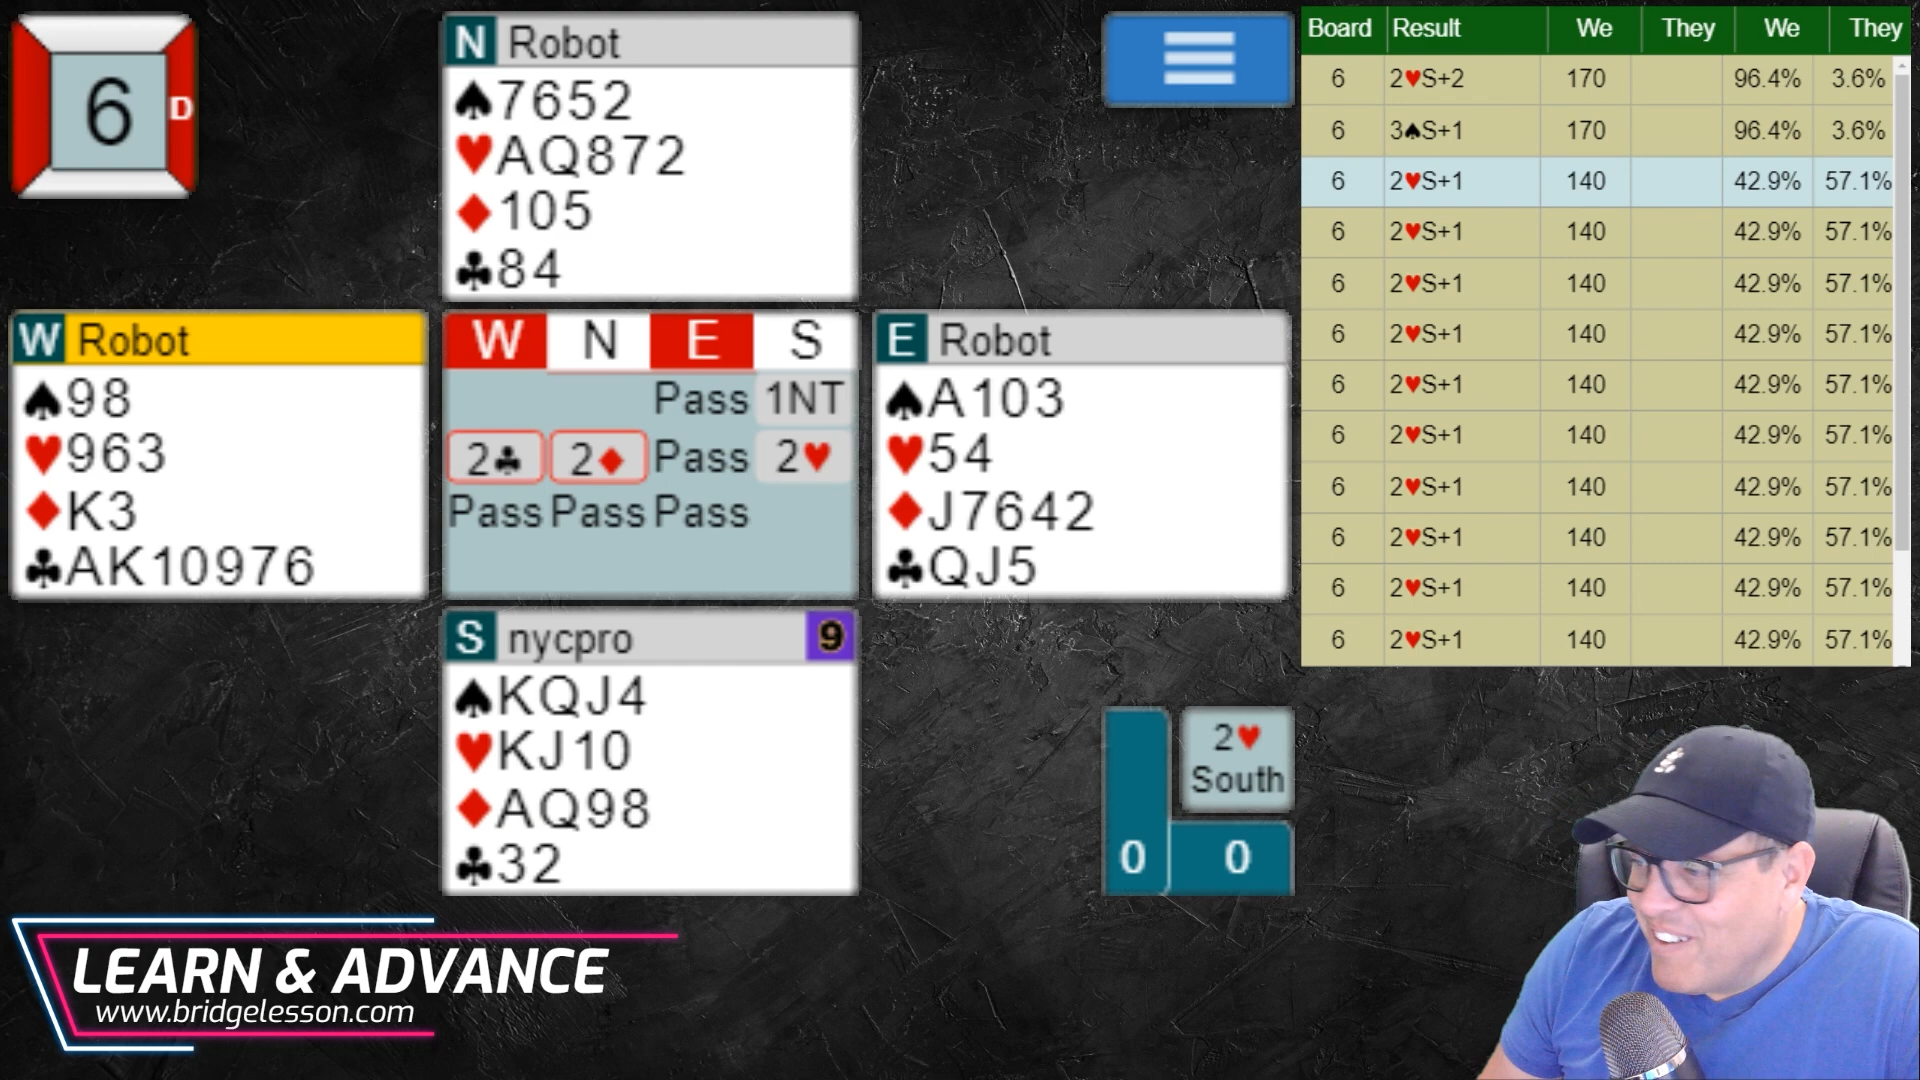 6 D
N Robot
♠7652
♥AQ872
♦105
♣84
W Robot
♠98
♥963
♦K3
♣AK10976
W N E S
Pass 1NT
2♣ 2♦ Pass 2♥
Pass Pass Pass
E Robot
♠A103
♥54
♦J7642
♣QJ5
S nycpro 9
♠KQJ4
♥KJ10
♦AQ98
♣32
Board Result We They We They
6 2♥S+2 170 96.4% 3.6%
6 3♠S+1 170 96.4% 3.6%
6 2♥S+1 140 42.9% 57.1%
6 2♥S+1 140 42.9% 57.1%
6 2♥S+1 140 42.9% 57.1%
6 2♥S+1 140 42.9% 57.1%
6 2♥S+1 140 42.9% 57.1%
6 2♥S+1 140 42.9% 57.1%
6 2♥S+1 140 42.9% 57.1%
6 2♥S+1 140 42.9% 57.1%
6 2♥S+1 140 42.9% 57.1%
6 2♥S+1 140 42.9% 57.1%
2♥
South
0 0
LEARN & ADVANCE
www.bridgelesson.com